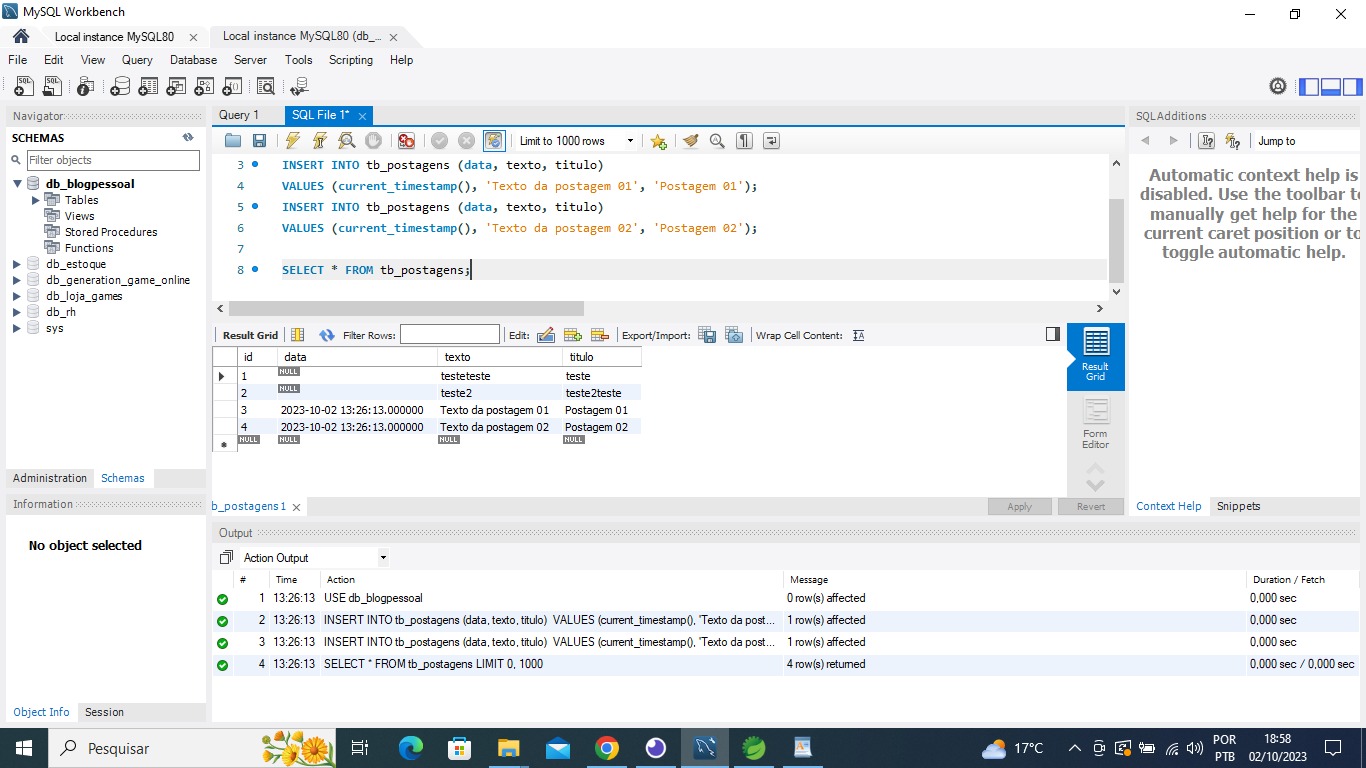 MySQL Workbench
Local instance MySQL80
Local instance MySQL80 (db_...
File Edit View Query Database Server Tools Scripting Help
Navigator
SCHEMAS
Filter objects
db_blogpessoal
Tables
Views
Stored Procedures
Functions
db_estoque
db_generation_game_online
db_loja_games
db_rh
sys
Administration Schemas
Information
No object selected
Object Info Session
Query 1 SQL File 1*
Limit to 1000 rows
3 INSERT INTO tb_postagens (data, texto, titulo)
4 VALUES (current_timestamp(), 'Texto da postagem 01', 'Postagem 01');
5 INSERT INTO tb_postagens (data, texto, titulo)
6 VALUES (current_timestamp(), 'Texto da postagem 02', 'Postagem 02');
7
8 SELECT * FROM tb_postagens;
Result Grid Filter Rows: Edit: Export/Import: Wrap Cell Content:
id data texto titulo
1 NULL testeteste teste
2 NULL teste2 teste2teste
3 2023-10-02 13:26:13.000000 Texto da postagem 01 Postagem 01
4 2023-10-02 13:26:13.000000 Texto da postagem 02 Postagem 02
NULL NULL NULL NULL
Result
Grid
Form
Editor
b_postagens 1
Apply Revert
SQLAdditions
Jump to
Automatic context help is
disabled. Use the toolbar to
manually get help for the
current caret position or to
toggle automatic help.
Context Help Snippets
Output
Action Output
# Time Action Message Duration / Fetch
1 13:26:13 USE db_blogpessoal 0 row(s) affected 0,000 sec
2 13:26:13 INSERT INTO tb_postagens (data, texto, titulo) VALUES (current_timestamp(), 'Texto da post... 1 row(s) affected 0,000 sec
3 13:26:13 INSERT INTO tb_postagens (data, texto, titulo) VALUES (current_timestamp(), 'Texto da post... 1 row(s) affected 0,000 sec
4 13:26:13 SELECT * FROM tb_postagens LIMIT 0, 1000 4 row(s) returned 0,000 sec / 0,000 sec
Pesquisar
17°C
POR
PTB
18:58
02/10/2023